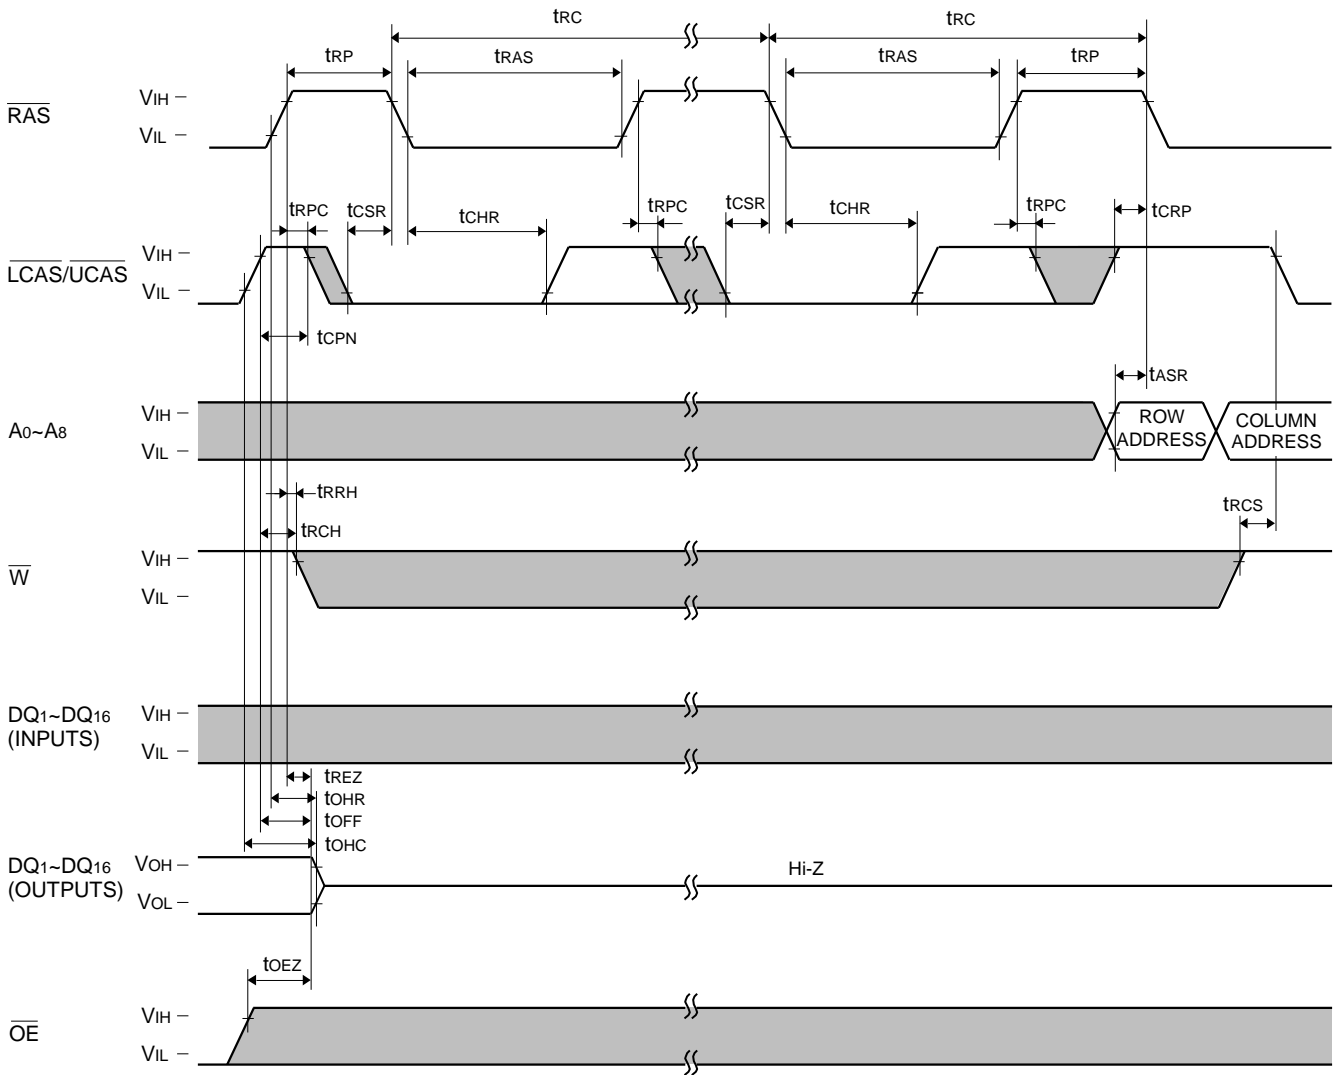 tRC tRC
tRP tRAS tRAS tRP
RAS VIH
VIL
tRPC tCSR tCHR tRPC tCSR tCHR tRPC tCRP
LCAS/UCAS VIH
VIL
tCPN
tASR
A0~A8 VIH
VIL
ROW ADDRESS
COLUMN ADDRESS
tRRH
tRCH
tRCS
W VIH
VIL
DQ1~DQ16
(INPUTS)
VIH
VIL
tREZ
tOHR
tOFF
tOHC
DQ1~DQ16
(OUTPUTS)
VOH
VOL
Hi-Z
tOEZ
OE VIH
VIL